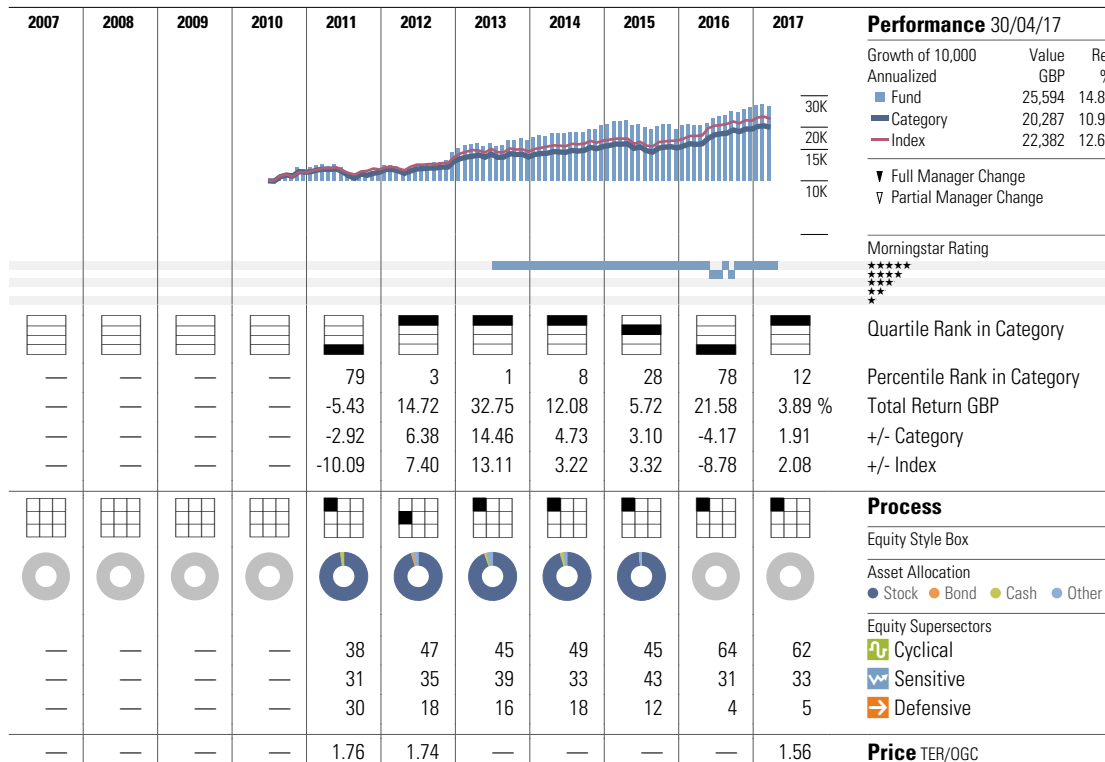 2007 2008 2009 2010 2011 2012 2013 2014 2015 2016 2017 Performance 30/04/17
Growth of 10,000 Value Re
Annualized GBP %
Fund 25,594 14.8
Category 20,287 10.9
Index 22,382 12.6
30K
20K
15K
10K
▼ Full Manager Change
▽ Partial Manager Change
Morningstar Rating
★★★★★
★★★★
★★★
★★
★
Quartile Rank in Category
— — — — 79 3 1 8 28 78 12 Percentile Rank in Category
— — — — -5.43 14.72 32.75 12.08 5.72 21.58 3.89 % Total Return GBP
— — — — -2.92 6.38 14.46 4.73 3.10 -4.17 1.91 +/- Category
— — — — -10.09 7.40 13.11 3.22 3.32 -8.78 2.08 +/- Index
Process
Equity Style Box
Asset Allocation
Stock Bond Cash Other
Equity Supersectors
— — — — 38 47 45 49 45 64 62 Cyclical
— — — — 31 35 39 33 43 31 33 Sensitive
— — — — 30 18 16 18 12 4 5 Defensive
— — — — 1.76 1.74 — — — — 1.56 Price TER/OGC